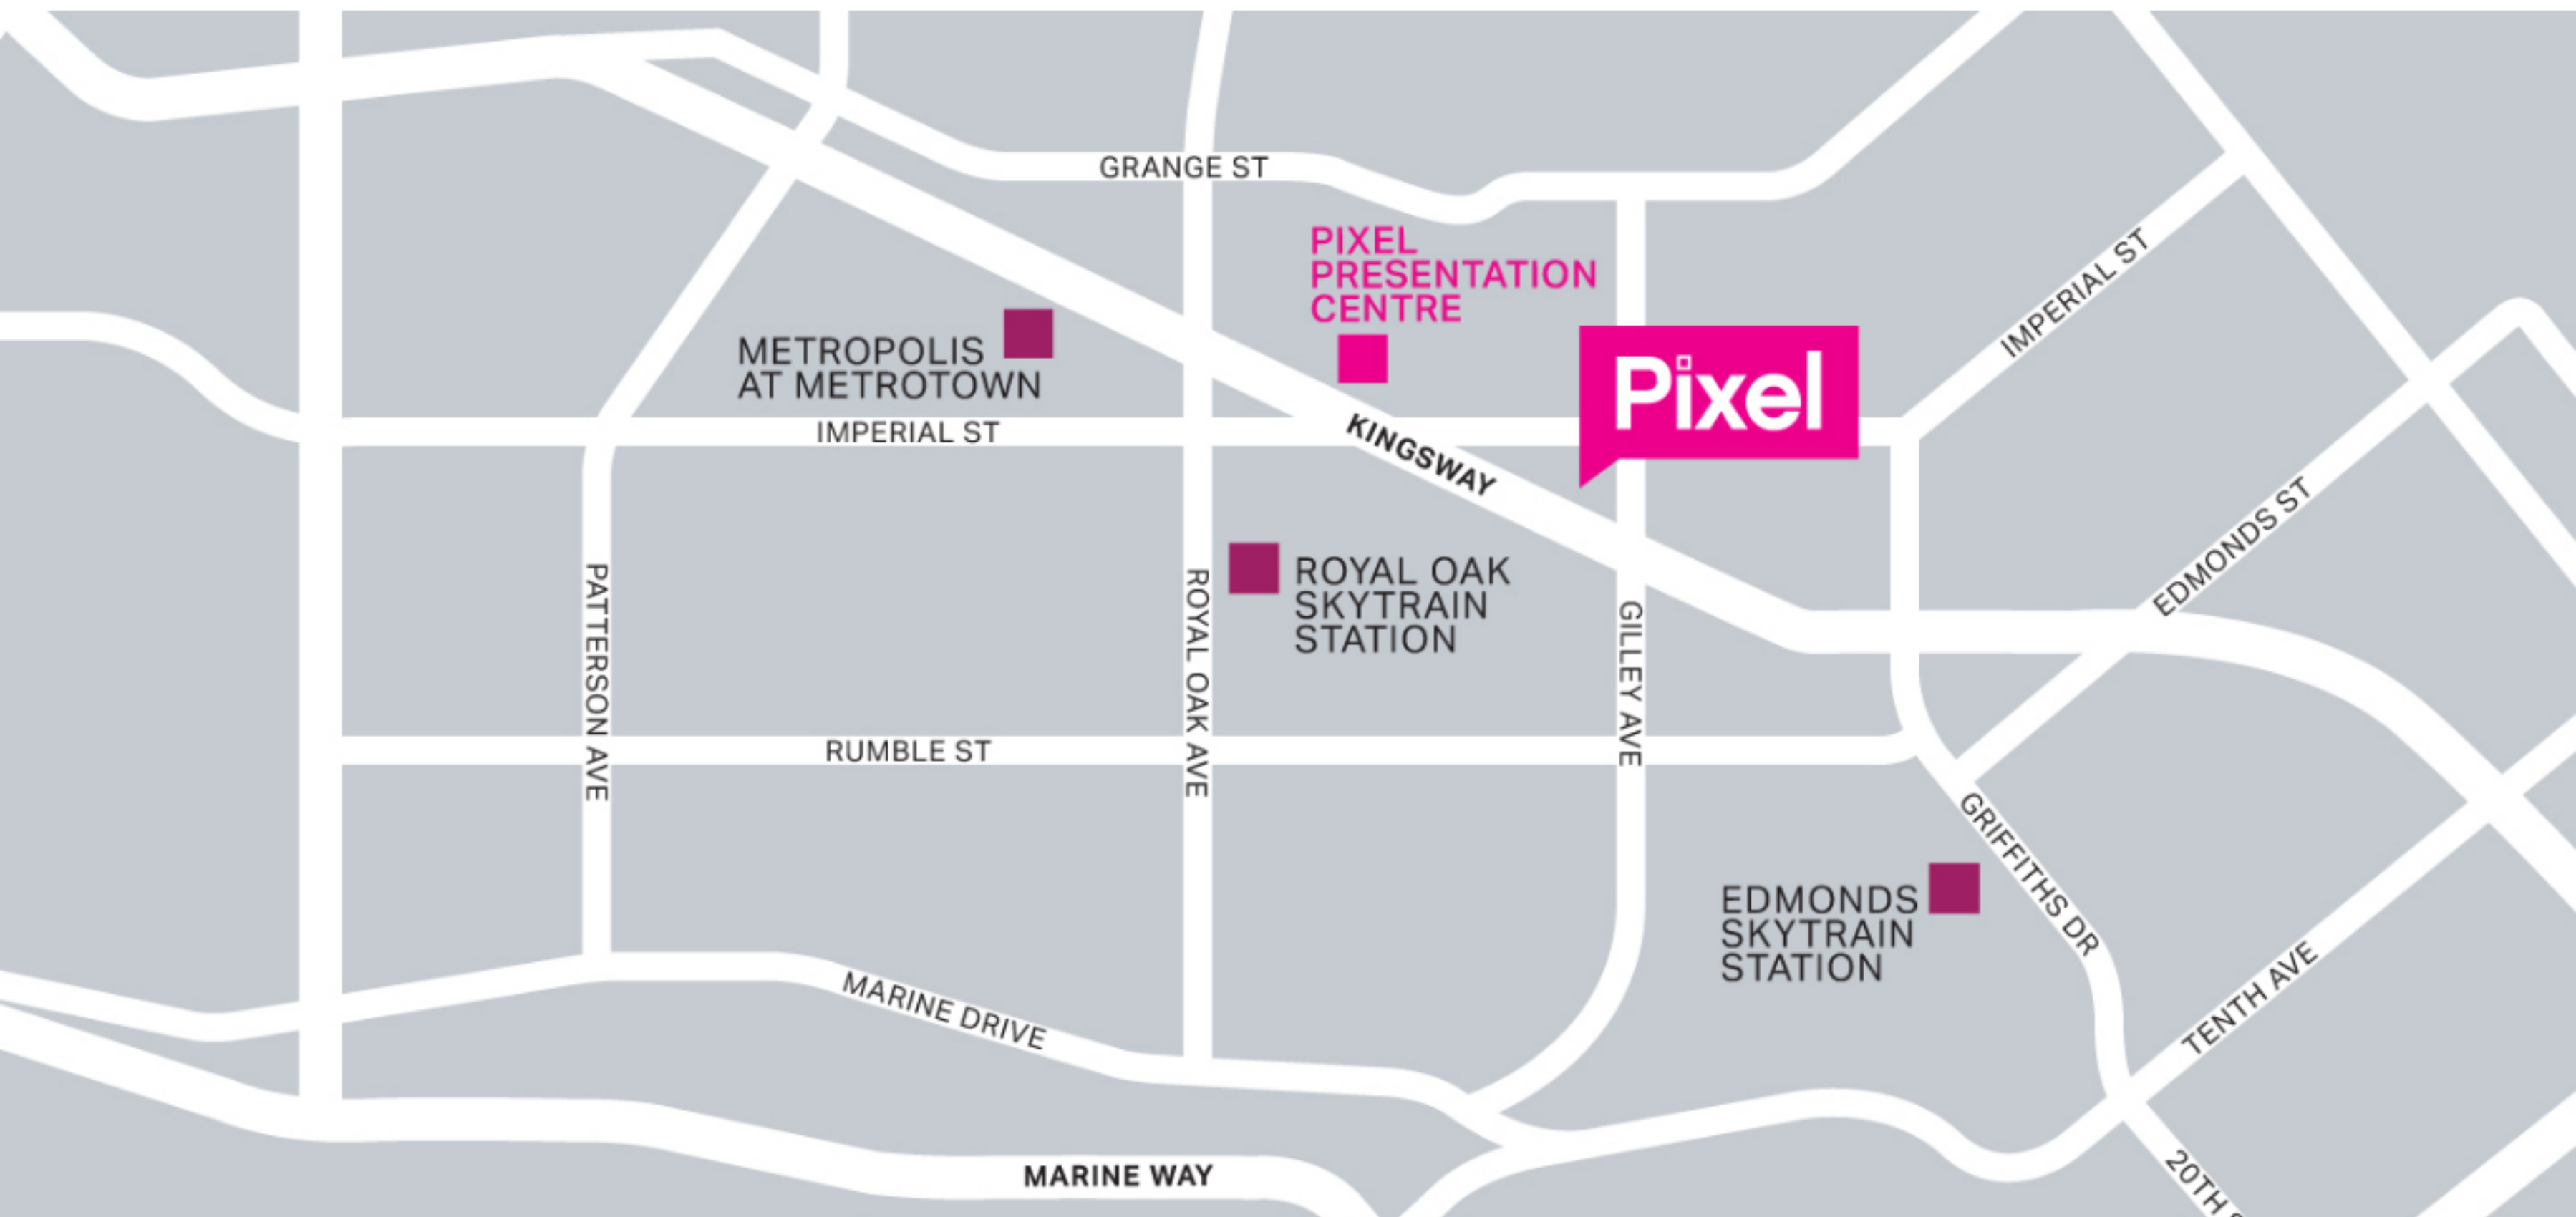 GRANGE ST
PIXEL
PRESENTATION
CENTRE
IMPERIAL ST
METROPOLIS
AT METROTOWN
Pixel
IMPERIAL ST
KINGSWAY
EDMONDS ST
PATTERSON AVE
ROYAL OAK AVE
ROYAL OAK
SKYTRAIN
STATION
GILLEY AVE
RUMBLE ST
GRIFFITHS DR
EDMONDS
SKYTRAIN
STATION
TENTH AVE
MARINE DRIVE
MARINE WAY
20TH